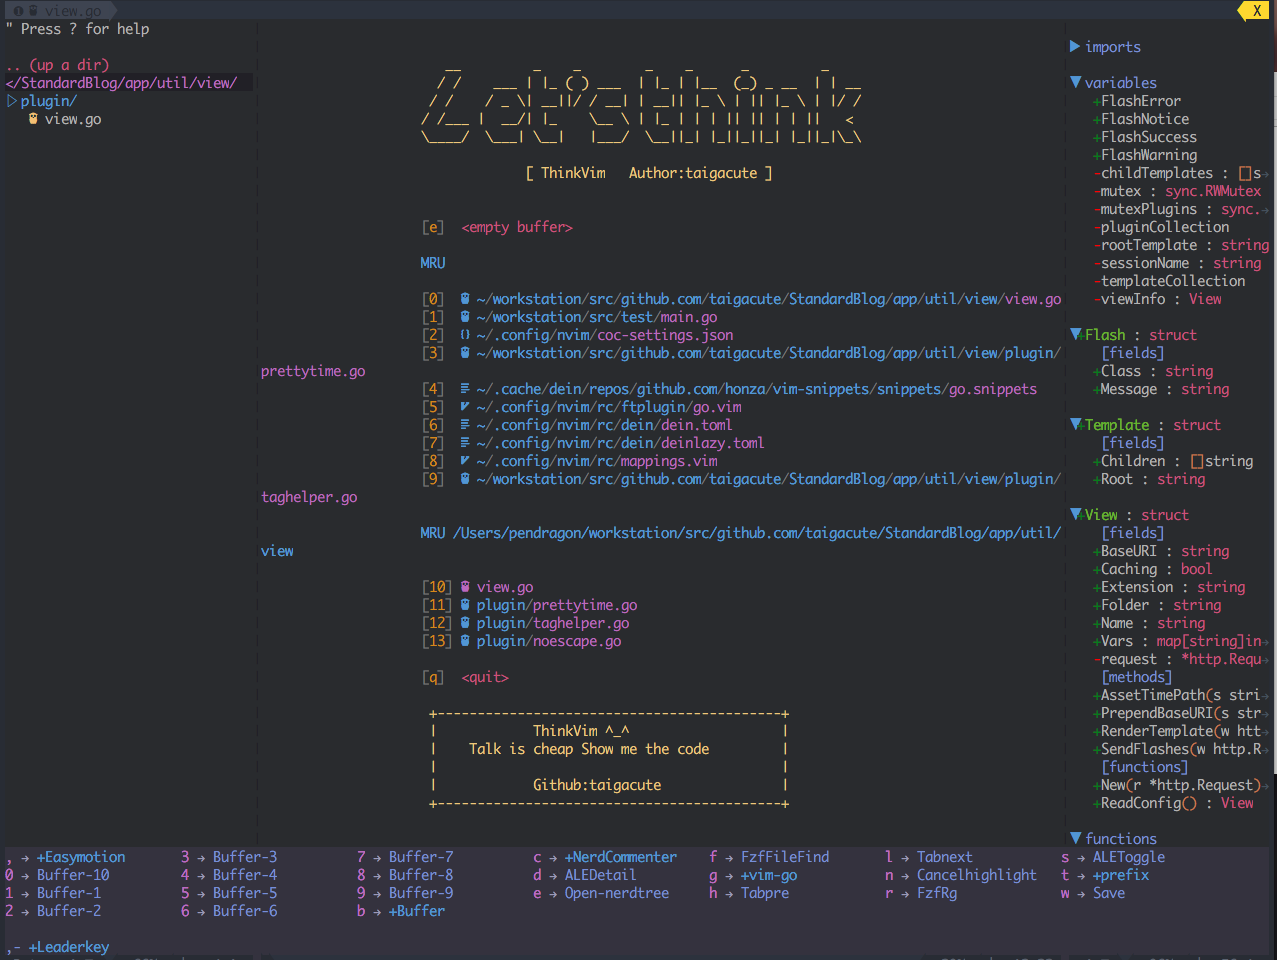 view.go
X
" Press ? for help
.. (up a dir)
</StandardBlog/app/util/view/
plugin/
view.go
Let's think
[ ThinkVim   Author:taigacute ]
[e]  <empty buffer>
MRU
[0]  ~/workstation/src/github.com/taigacute/StandardBlog/app/util/view/view.go
[1]  ~/workstation/src/test/main.go
[2]  {} ~/.config/nvim/coc-settings.json
[3]  ~/workstation/src/github.com/taigacute/StandardBlog/app/util/view/plugin/
prettytime.go
[4]  ~/.cache/dein/repos/github.com/honza/vim-snippets/snippets/go.snippets
[5]  ~/.config/nvim/rc/ftplugin/go.vim
[6]  ~/.config/nvim/rc/dein/dein.toml
[7]  ~/.config/nvim/rc/dein/deinlazy.toml
[8]  ~/.config/nvim/rc/mappings.vim
[9]  ~/workstation/src/github.com/taigacute/StandardBlog/app/util/view/plugin/
taghelper.go
MRU /Users/pendragon/workstation/src/github.com/taigacute/StandardBlog/app/util/
view
[10] view.go
[11] plugin/prettytime.go
[12] plugin/taghelper.go
[13] plugin/noescape.go
[q]  <quit>
+-------------------------------------------+
|            ThinkVim ^_^                   |
|    Talk is cheap Show me the code         |
|                                           |
|            Github:taigacute               |
+-------------------------------------------+
▶ imports
▼ variables
+FlashError
+FlashNotice
+FlashSuccess
+FlashWarning
-childTemplates : []s→
-mutex : sync.RWMutex
-mutexPlugins : sync.→
-pluginCollection
-rootTemplate : string
-sessionName : string
-templateCollection
-viewInfo : View
▼+Flash : struct
[fields]
+Class : string
+Message : string
▼+Template : struct
[fields]
+Children : []string
+Root : string
▼+View : struct
[fields]
+BaseURI : string
+Caching : bool
+Extension : string
+Folder : string
+Name : string
+Vars : map[string]in→
-request : *http.Requ→
[methods]
+AssetTimePath(s stri→
+PrependBaseURI(s str→
+RenderTemplate(w htt→
+SendFlashes(w http.R→
[functions]
+New(r *http.Request)→
+ReadConfig() : View
▼ functions
, → +Easymotion   3 → Buffer-3   7 → Buffer-7   c → +NerdCommenter   f → FzfFileFind   l → Tabnext   s → ALEToggle
0 → Buffer-10   4 → Buffer-4   8 → Buffer-8   d → ALEDetail   g → +vim-go   n → Cancelhighlight   t → +prefix
1 → Buffer-1   5 → Buffer-5   9 → Buffer-9   e → Open-nerdtree   h → Tabpre   r → FzfRg   w → Save
2 → Buffer-2   6 → Buffer-6   b → +Buffer
,- +Leaderkey